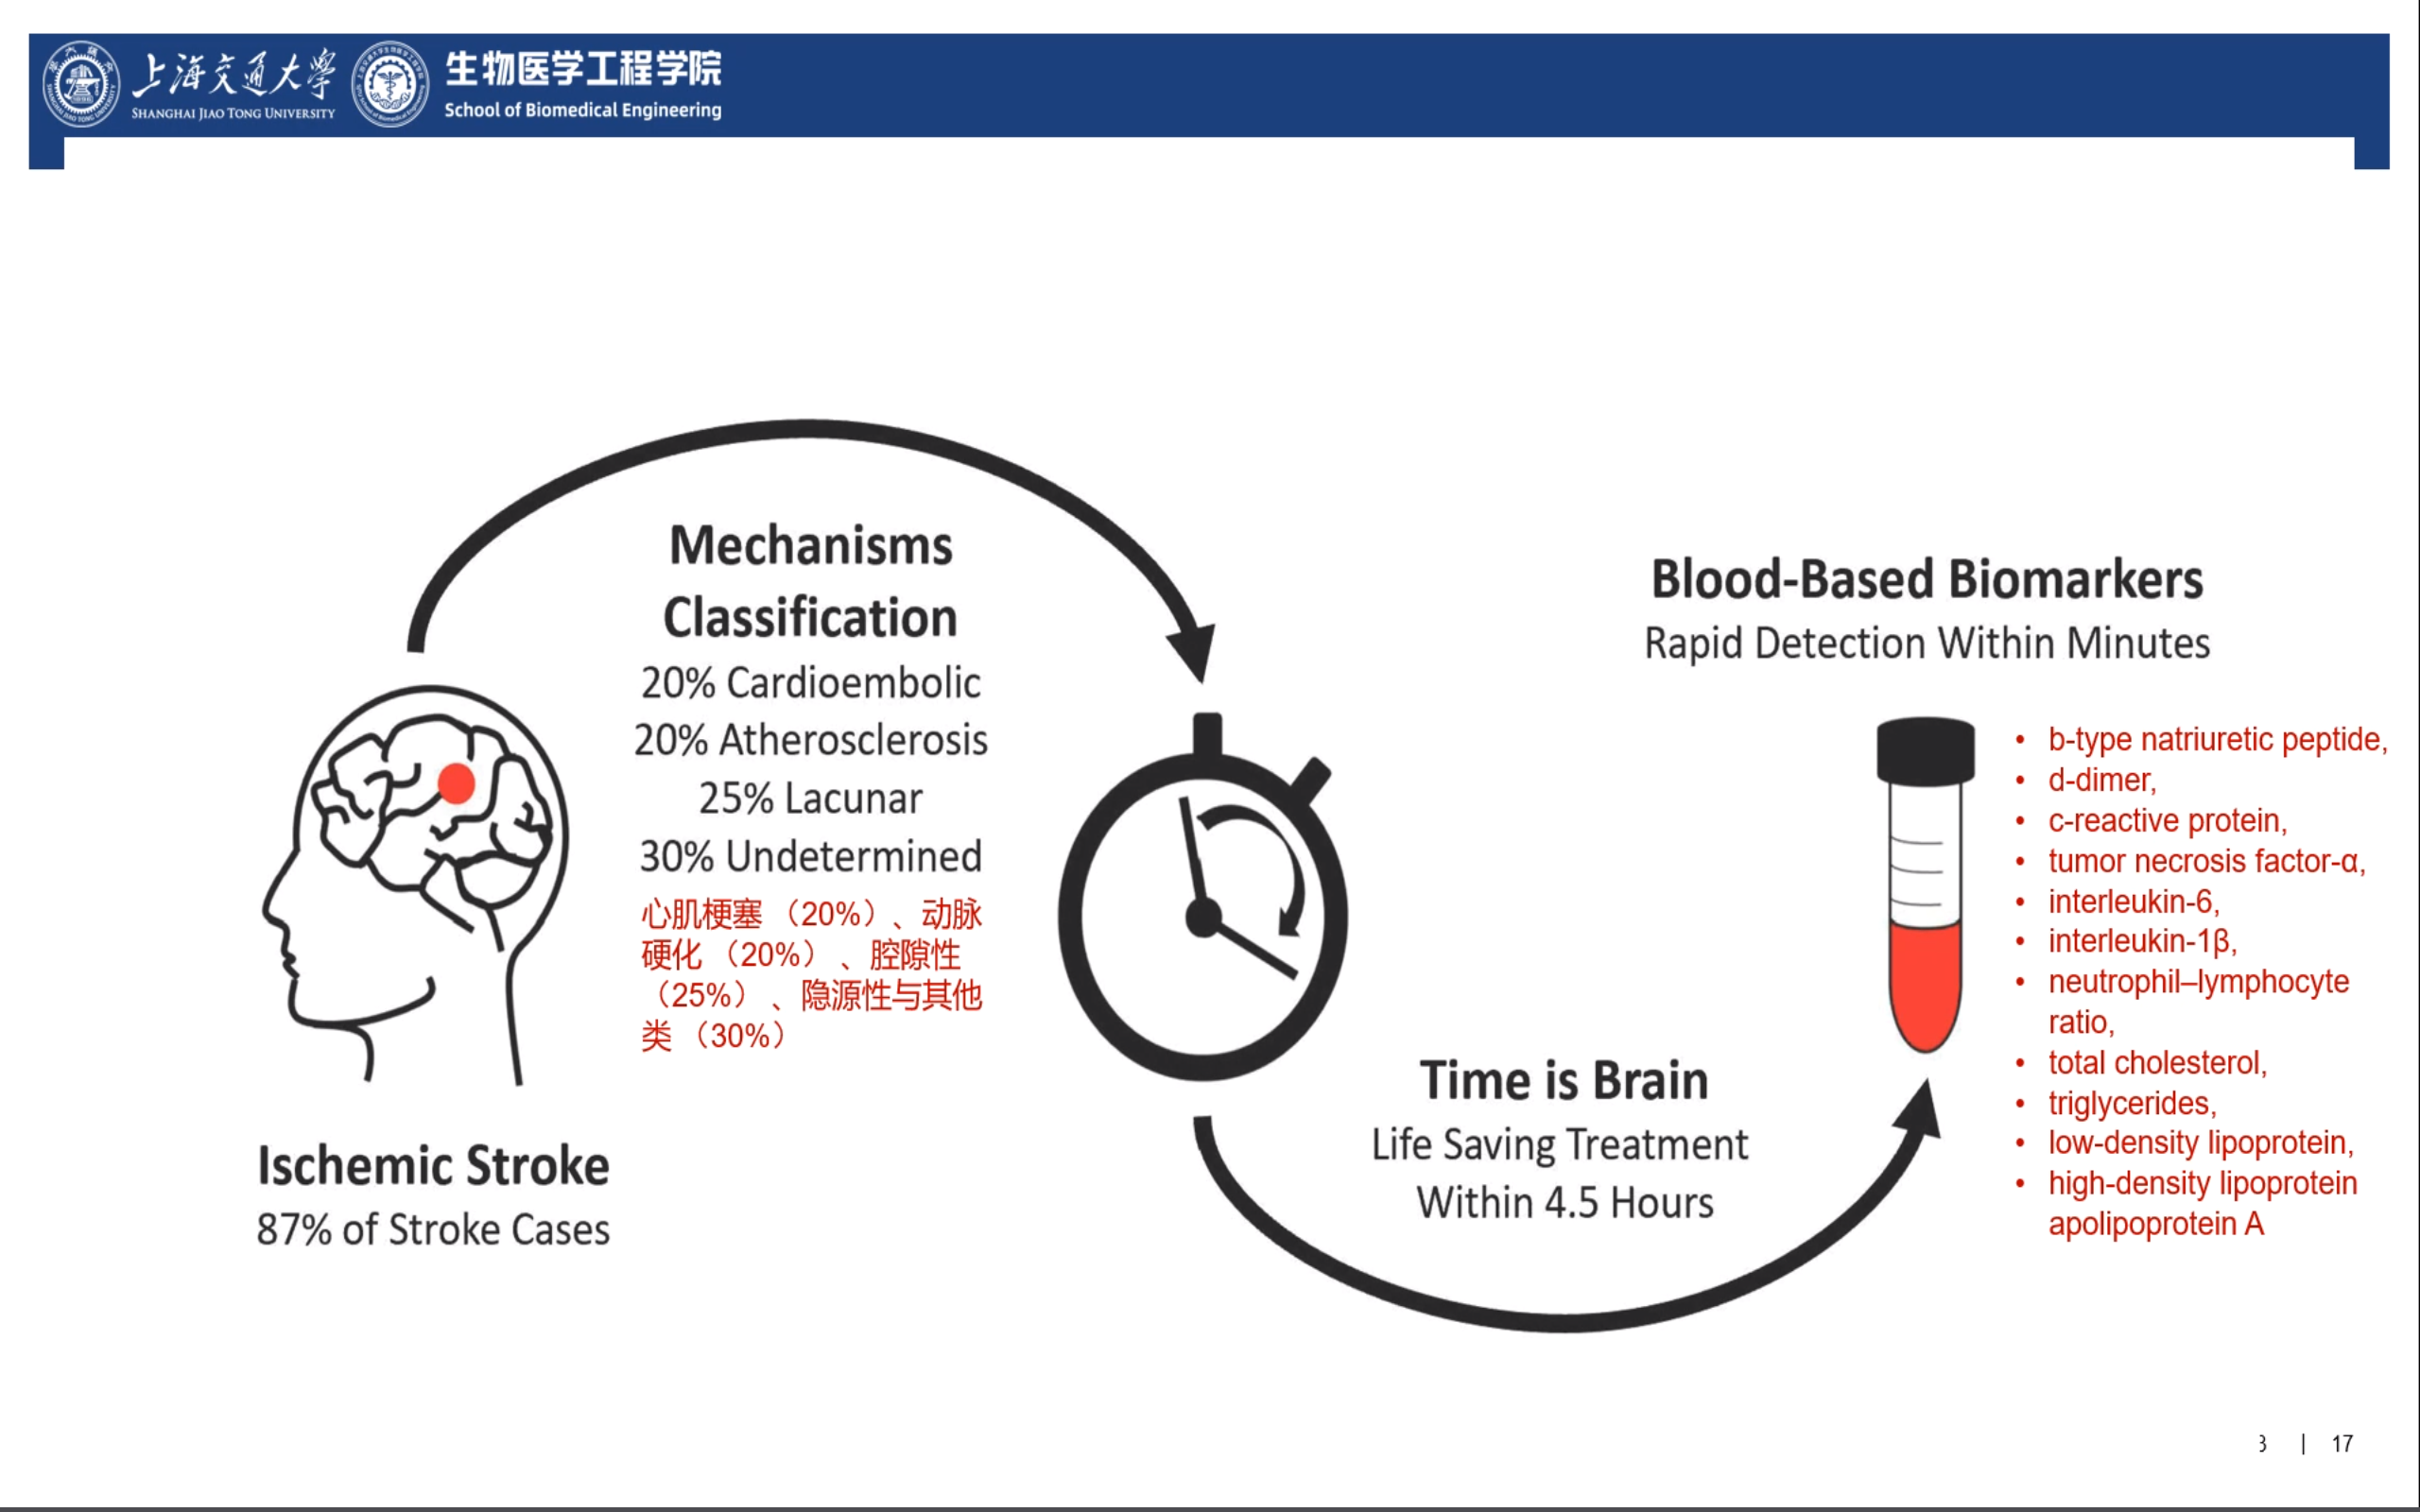 上海交通大学
SHANGHAI JIAO TONG UNIVERSITY
生物医学工程学院
School of Biomedical Engineering
Mechanisms
Classification
20% Cardioembolic
20% Atherosclerosis
25% Lacunar
30% Undetermined
心肌梗塞 （20%）、动脉
硬化 （20%） 、腔隙性
（25%） 、隐源性与其他
类 （30%）
Ischemic Stroke
87% of Stroke Cases
Time is Brain
Life Saving Treatment
Within 4.5 Hours
Blood-Based Biomarkers
Rapid Detection Within Minutes
• b-type natriuretic peptide,
• d-dimer,
• c-reactive protein,
• tumor necrosis factor-α,
• interleukin-6,
• interleukin-1β,
• neutrophil–lymphocyte
ratio,
• total cholesterol,
• triglycerides,
• low-density lipoprotein,
• high-density lipoprotein
apolipoprotein A
3 | 17